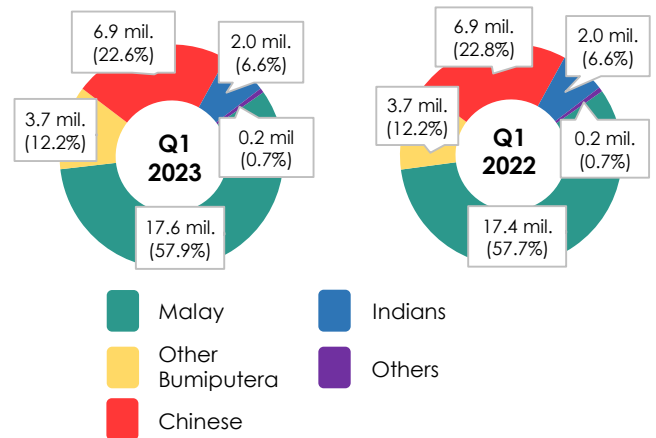 6.9 mil.
(22.6%)
2.0 mil.
(6.6%)
3.7 mil.
(12.2%)
Q1
2023
0.2 mil
(0.7%)
17.6 mil.
(57.9%)
6.9 mil.
(22.8%)
2.0 mil.
(6.6%)
3.7 mil.
(12.2%)
Q1
2022
0.2 mil.
(0.7%)
17.4 mil.
(57.7%)
Malay
Indians
Other
Bumiputera
Others
Chinese